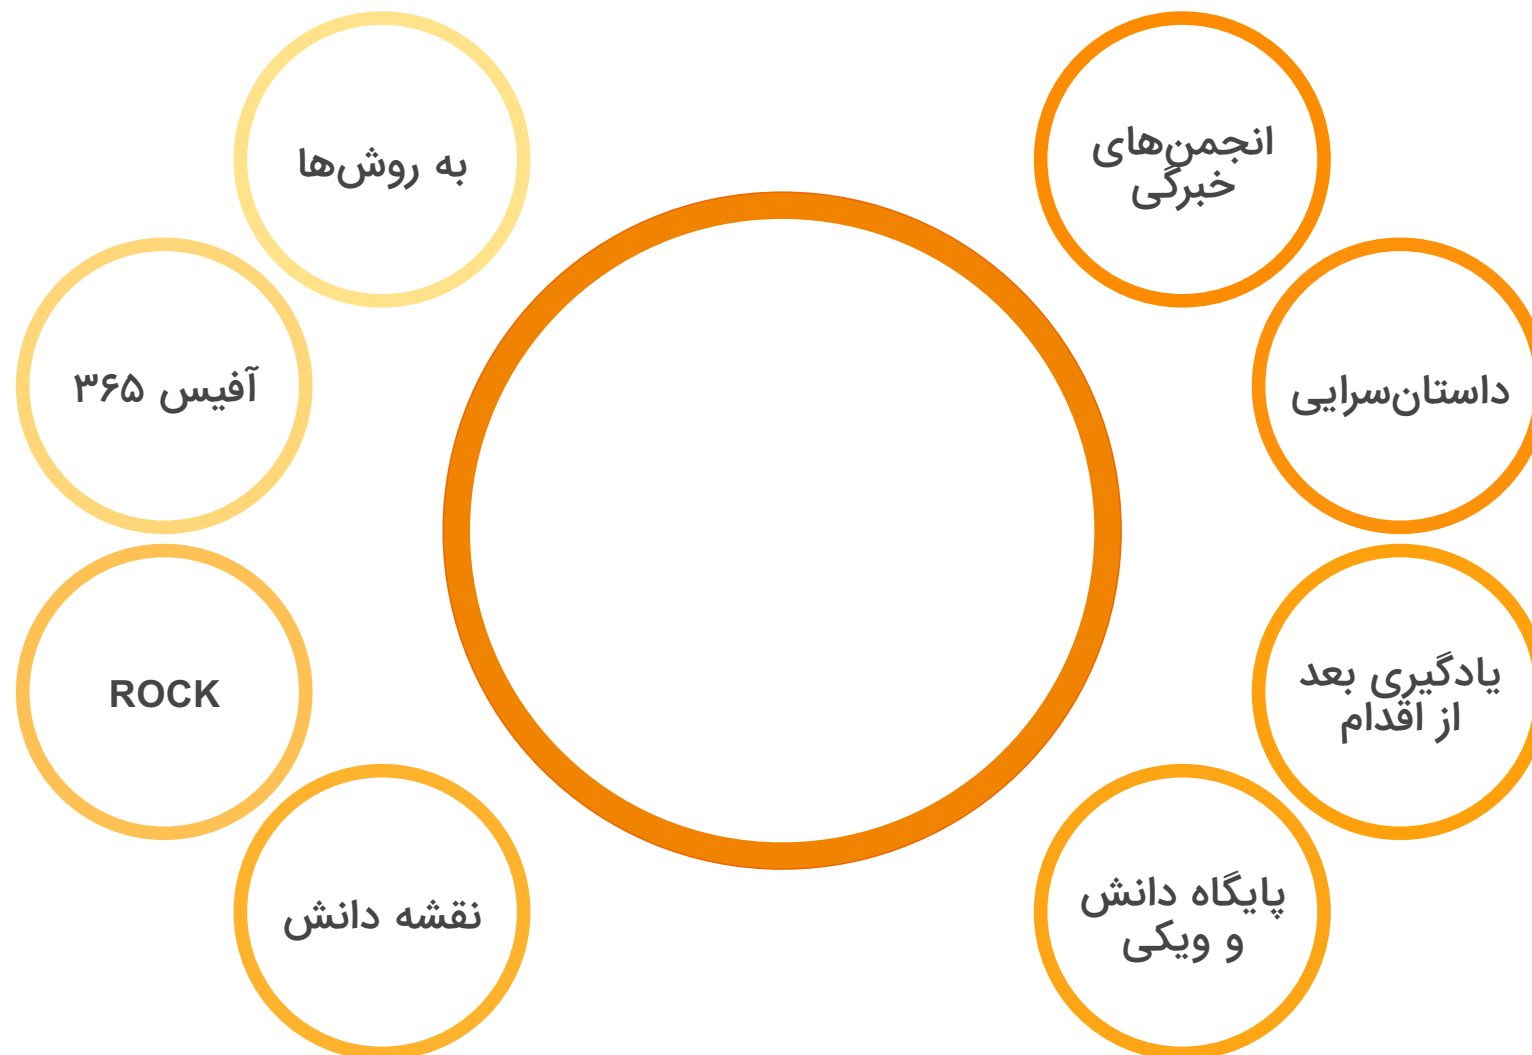 انجمن‌های
خبرگی
داستان‌سرایی
یادگیری بعد
از اقدام
پایگاه دانش
و ویکی
نقشه دانش
ROCK
آفیس ۳۶۵
به روش‌ها